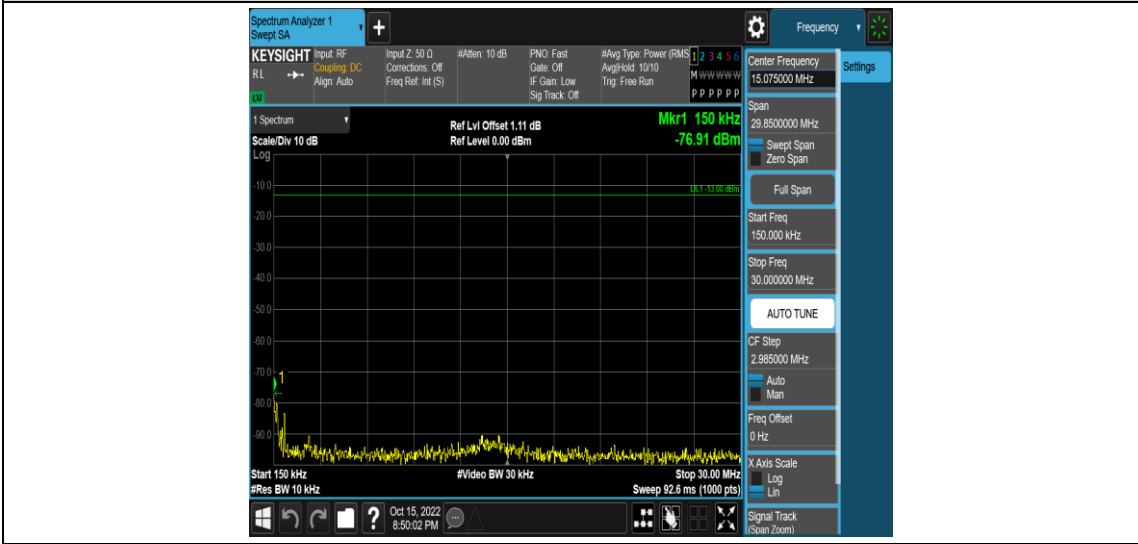 Spectrum Analyzer 1
Swept SA
+
Frequency
KEYSIGHT
RL
Input: RF
Coupling: DC
Align: Auto
Input Z: 50 Ω
Corrections: Off
Freq Ref: Int (S)
#Atten: 10 dB
PNO: Fast
Gate: Off
IF Gain: Low
Sig Track: Off
#Avg Type: Power (RMS
Avg|Hold: 10/10
Trig: Free Run
1 2 3 4 5 6
M W W W W W
P P P P P P
1 Spectrum
Scale/Div 10 dB
Log
Ref Lvl Offset 1.11 dB
Ref Level 0.00 dBm
Mkr1 150 kHz
-76.91 dBm
DL1 -13.00 dBm
-10.0
-20.0
-30.0
-40.0
-50.0
-60.0
-70.0
1
-80.0
-90.0
Start 150 kHz
#Res BW 10 kHz
#Video BW 30 kHz
Stop 30.00 MHz
Sweep 92.6 ms (1000 pts)
?
Oct 15, 2022
8:50:02 PM
Center Frequency
15.075000 MHz
Settings
Span
29.8500000 MHz
Swept Span
Zero Span
Full Span
Start Freq
150.000 kHz
Stop Freq
30.000000 MHz
AUTO TUNE
CF Step
2.985000 MHz
Auto
Man
Freq Offset
0 Hz
X Axis Scale
Log
Lin
Signal Track
(Span Zoom)